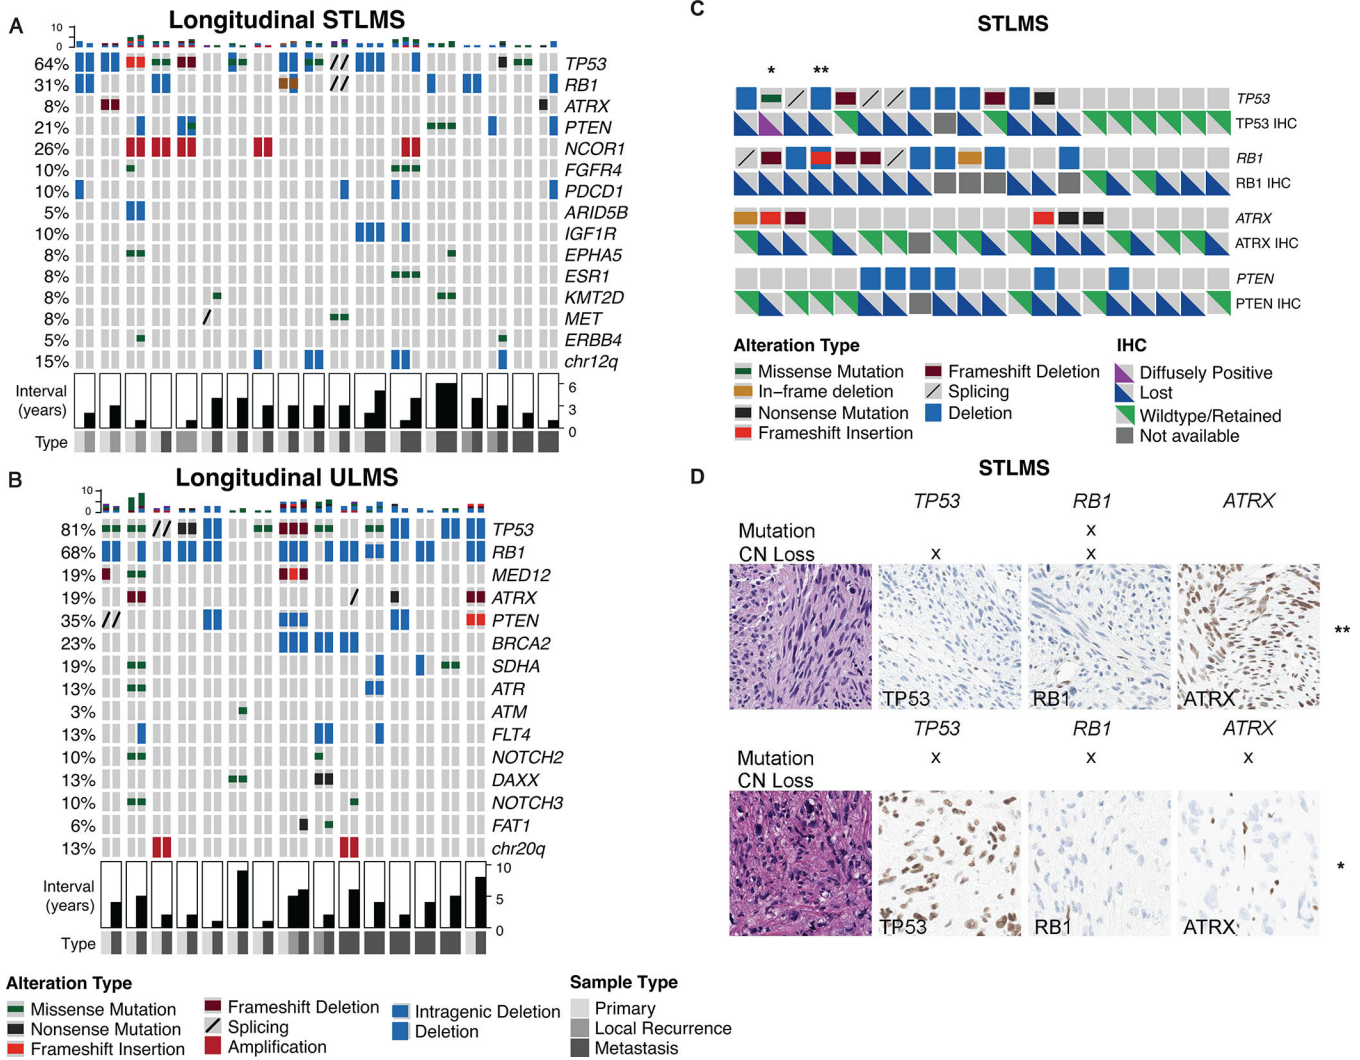 A
Longitudinal STLMS
10
5
0
64% TP53
31% RB1
8% ATRX
21% PTEN
26% NCOR1
10% FGFR4
10% PDCD1
5% ARID5B
10% IGF1R
8% EPHA5
8% ESR1
8% KMT2D
8% MET
5% ERBB4
15% chr12q
Interval
(years)
6
3
0
Type
B
Longitudinal ULMS
10
5
0
81% TP53
68% RB1
19% MED12
19% ATRX
35% PTEN
23% BRCA2
19% SDHA
13% ATR
3% ATM
13% FLT4
10% NOTCH2
13% DAXX
10% NOTCH3
6% FAT1
13% chr20q
Interval
(years)
10
5
0
Type
Alteration Type
Missense Mutation
Nonsense Mutation
Frameshift Insertion
Frameshift Deletion
Splicing
Amplification
Intragenic Deletion
Deletion
Sample Type
Primary
Local Recurrence
Metastasis
C
STLMS
* **
TP53
TP53 IHC
RB1
RB1 IHC
ATRX
ATRX IHC
PTEN
PTEN IHC
Alteration Type
Missense Mutation
In-frame deletion
Nonsense Mutation
Frameshift Insertion
Frameshift Deletion
Splicing
Deletion
IHC
Diffusely Positive
Lost
Wildtype/Retained
Not available
D
STLMS
TP53 RB1 ATRX
Mutation x
CN Loss x x
TP53 RB1 ATRX
**
TP53 RB1 ATRX
Mutation x x x
CN Loss
TP53 RB1 ATRX
*